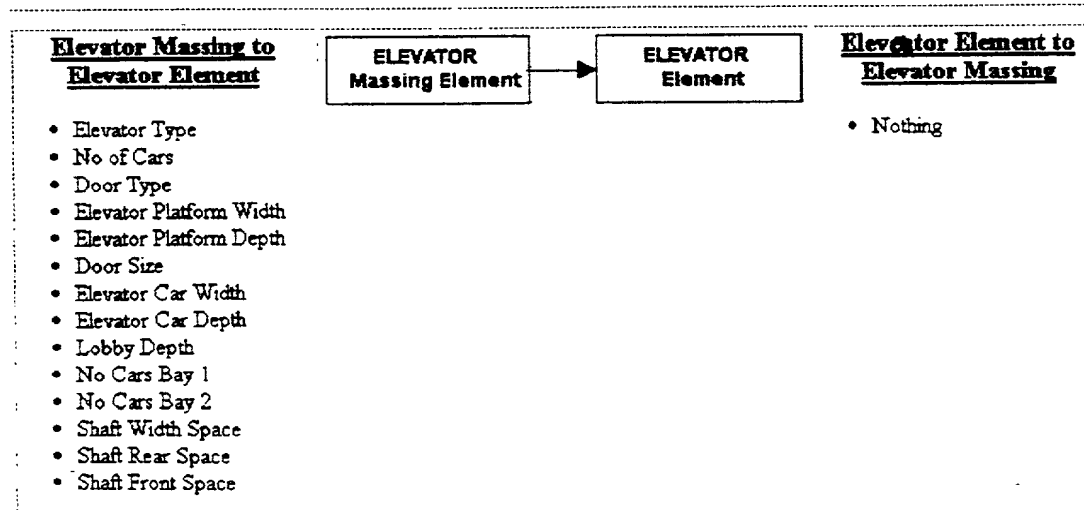 Elevator Massing to
Elevator Element
• Elevator Type
• No of Cars
• Door Type
• Elevator Platform Width
• Elevator Platform Depth
• Door Size
• Elevator Car Width
• Elevator Car Depth
• Lobby Depth
• No Cars Bay 1
• No Cars Bay 2
• Shaft Width Space
• Shaft Rear Space
• Shaft Front Space
ELEVATOR
Massing Element
ELEVATOR
Element
Elevator Element to
Elevator Massing
• Nothing